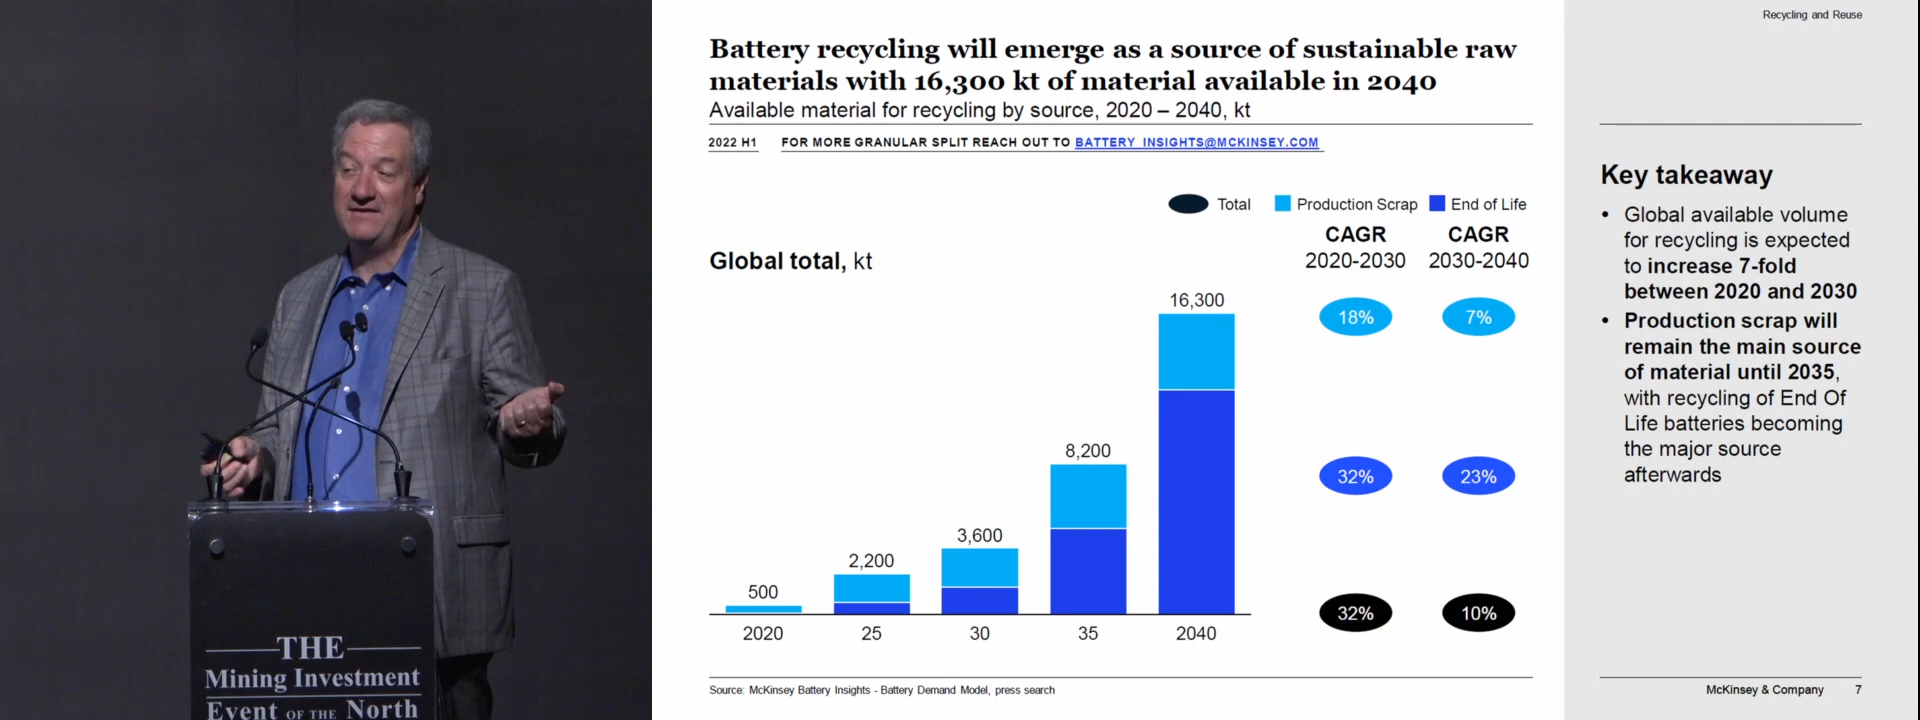 THE
Mining Investment
Event OF THE North
Recycling and Reuse
Battery recycling will emerge as a source of sustainable raw
materials with 16,300 kt of material available in 2040
Available material for recycling by source, 2020 – 2040, kt
2022 H1 FOR MORE GRANULAR SPLIT REACH OUT TO BATTERY_INSIGHTS@MCKINSEY.COM
Total Production Scrap End of Life
Global total, kt
CAGR
2020-2030
CAGR
2030-2040
500
2,200
3,600
8,200
16,300
2020 25 30 35 2040
18% 7%
32% 23%
32% 10%
Key takeaway
• Global available volume
for recycling is expected
to increase 7-fold
between 2020 and 2030
• Production scrap will
remain the main source
of material until 2035,
with recycling of End Of
Life batteries becoming
the major source
afterwards
Source: McKinsey Battery Insights - Battery Demand Model, press search
McKinsey & Company 7